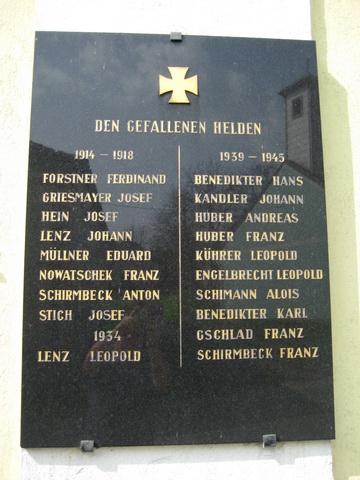 DEN GEFALLENEN HELDEN
1914 – 1918
FORSTNER FERDINAND
GRIESMAYER JOSEF
HEIN JOSEF
LENZ JOHANN
MÜLLNER EDUARD
NOWATSCHEK FRANZ
SCHIRMBECK ANTON
STICH JOSEF
1934
LENZ LEOPOLD
1939 – 1945
BENEDIKTER HANS
KANDLER JOHANN
HUBER ANDREAS
HUBER FRANZ
KÜHRER LEOPOLD
ENGELBRECHT LEOPOLD
SCHIMANN ALOIS
BENEDIKTER KARL
GSCHLAD FRANZ
SCHIRMBECK FRANZ